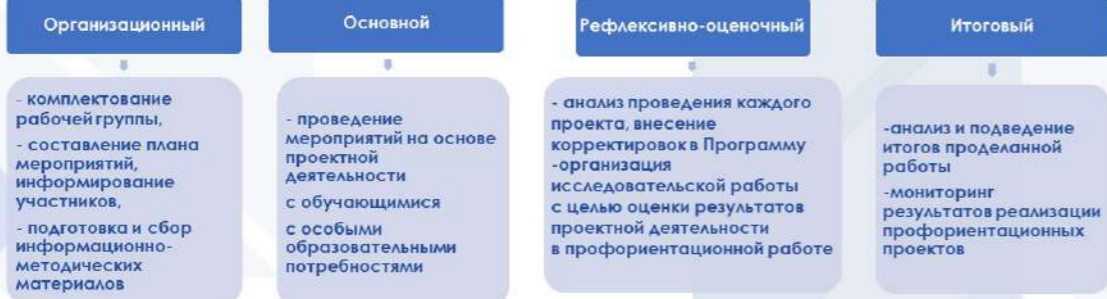 Организационный
- комплектование
рабочей группы,
- составление плана
мероприятий,
информирование
участников,
- подготовка и сбор
информационно-
методических
материалов
Основной
- проведение
мероприятий на основе
проектной
деятельности
с обучающимися
с особыми
образовательными
потребностями
Рефлексивно-оценочный
- анализ проведения каждого
проекта, внесение
корректировок в Программу
-организация
исследовательской работы
с целью оценки результатов
проектной деятельности
в профориентационной работе
Итоговый
-анализ и подведение
итогов проделанной
работы
-мониторинг
результатов реализации
профориентационных
проектов